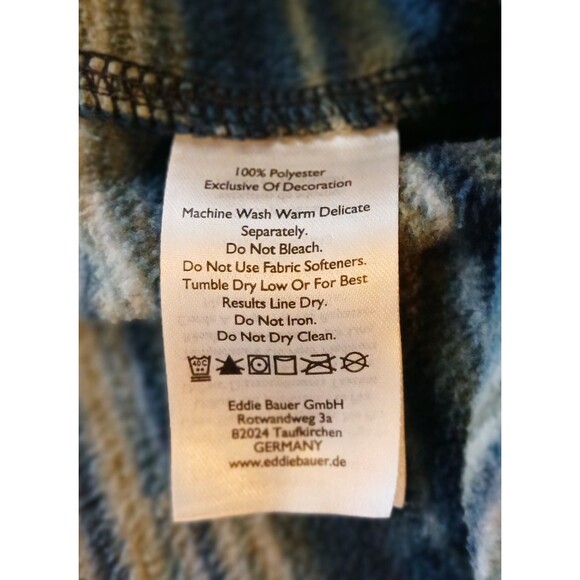 100% Polyester
Exclusive Of Decoration
Machine Wash Warm Delicate
Separately.
Do Not Bleach.
Do Not Use Fabric Softeners.
Tumble Dry Low Or For Best
Results Line Dry.
Do Not Iron.
Do Not Dry Clean.
40C
Eddie Bauer GmbH
Rotwandweg 3a
82024 Taufkirchen
GERMANY
www.eddiebauer.de